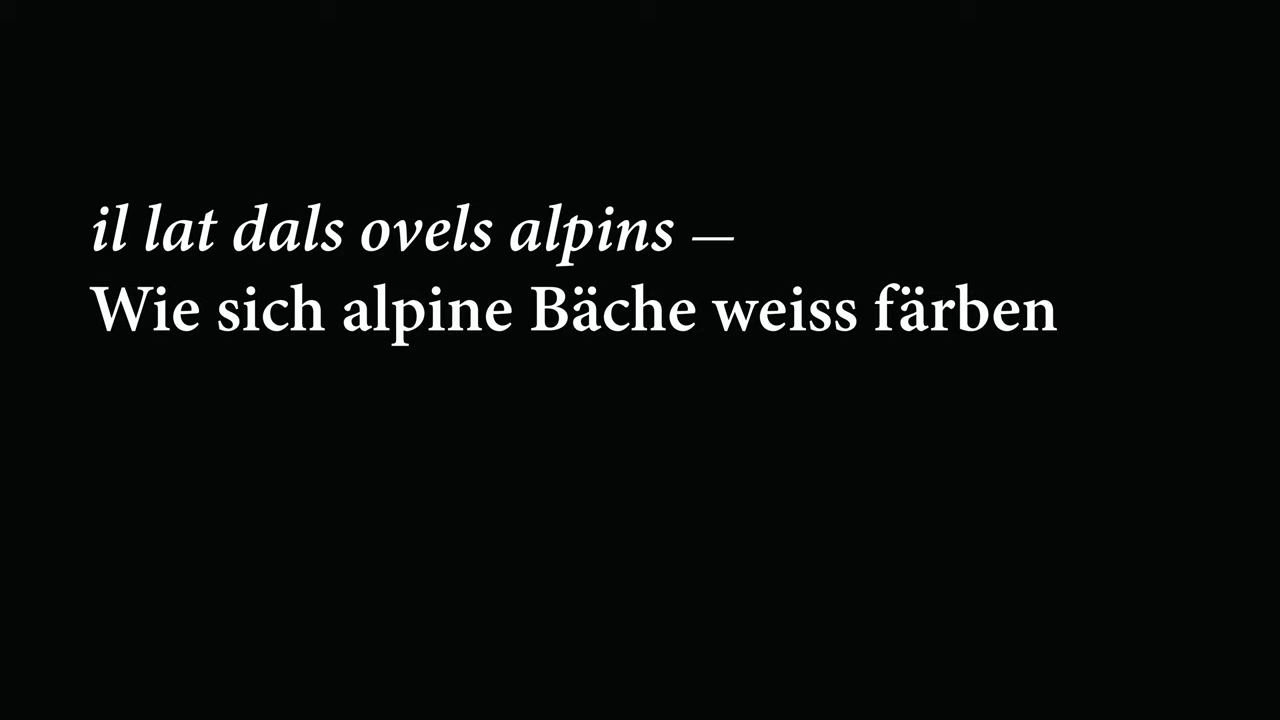 il lat dals ovels alpins —
Wie sich alpine Bäche weiss färben